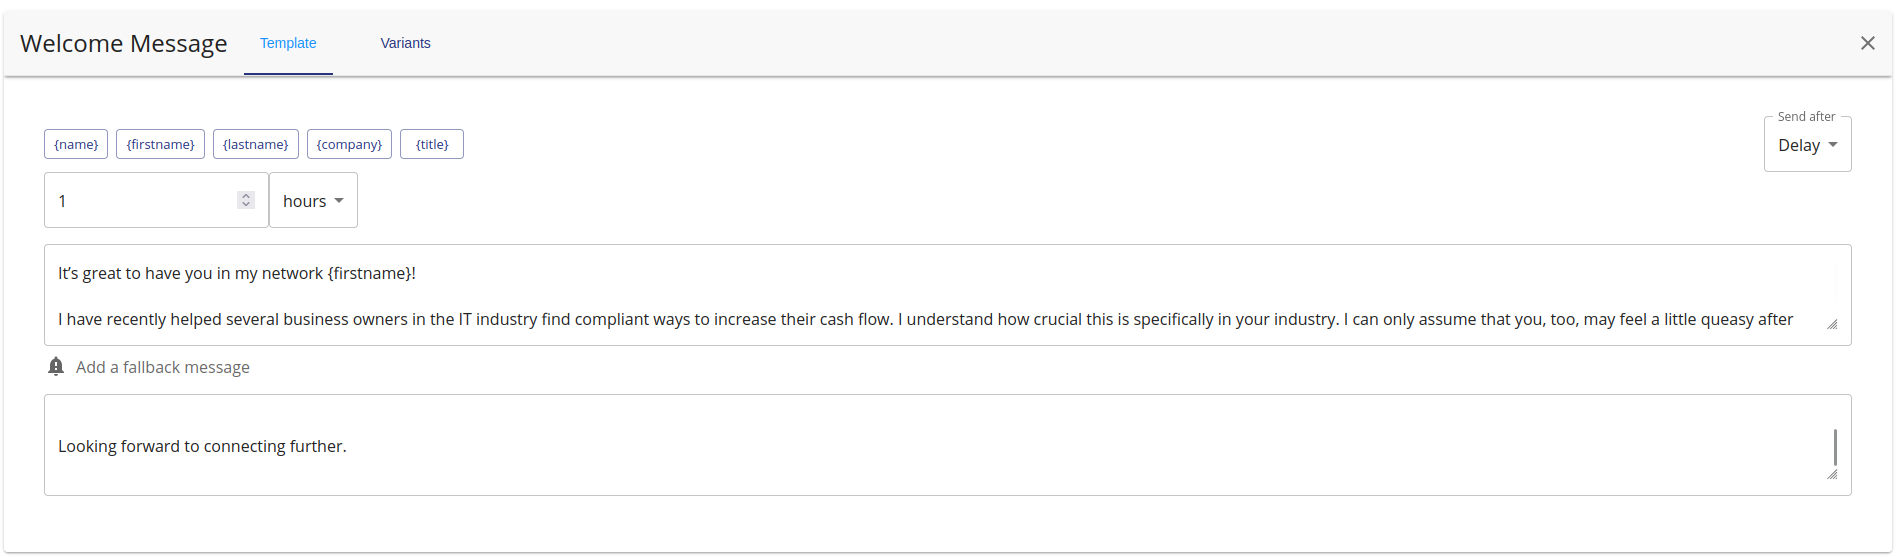 Welcome Message Template Variants
Send after
{name} {firstname} {lastname} {company} {title} Delay
1 hours
It’s great to have you in my network {firstname}!
I have recently helped several business owners in the IT industry find compliant ways to increase their cash flow. I understand how crucial this is specifically in your industry. I can only assume that you, too, may feel a little queasy after
Add a fallback message
Looking forward to connecting further.